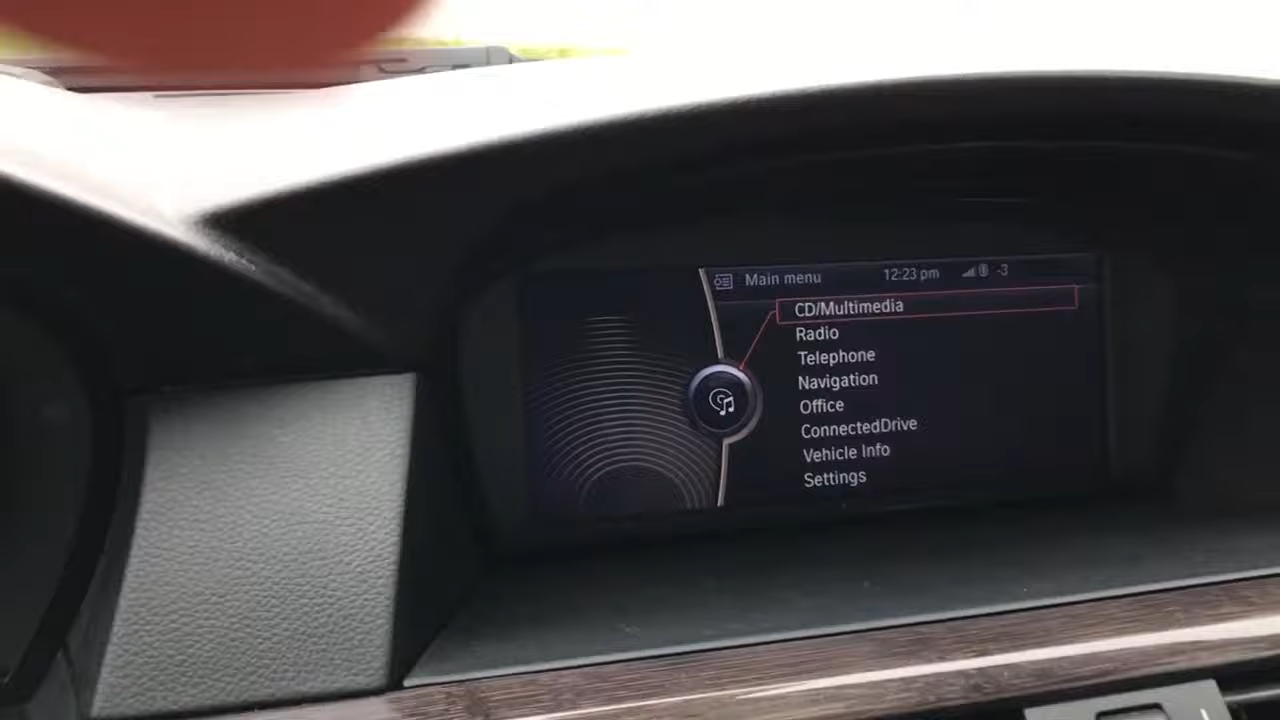 Main menu 12:23 pm -3
CD/Multimedia
Radio
Telephone
Navigation
Office
ConnectedDrive
Vehicle Info
Settings